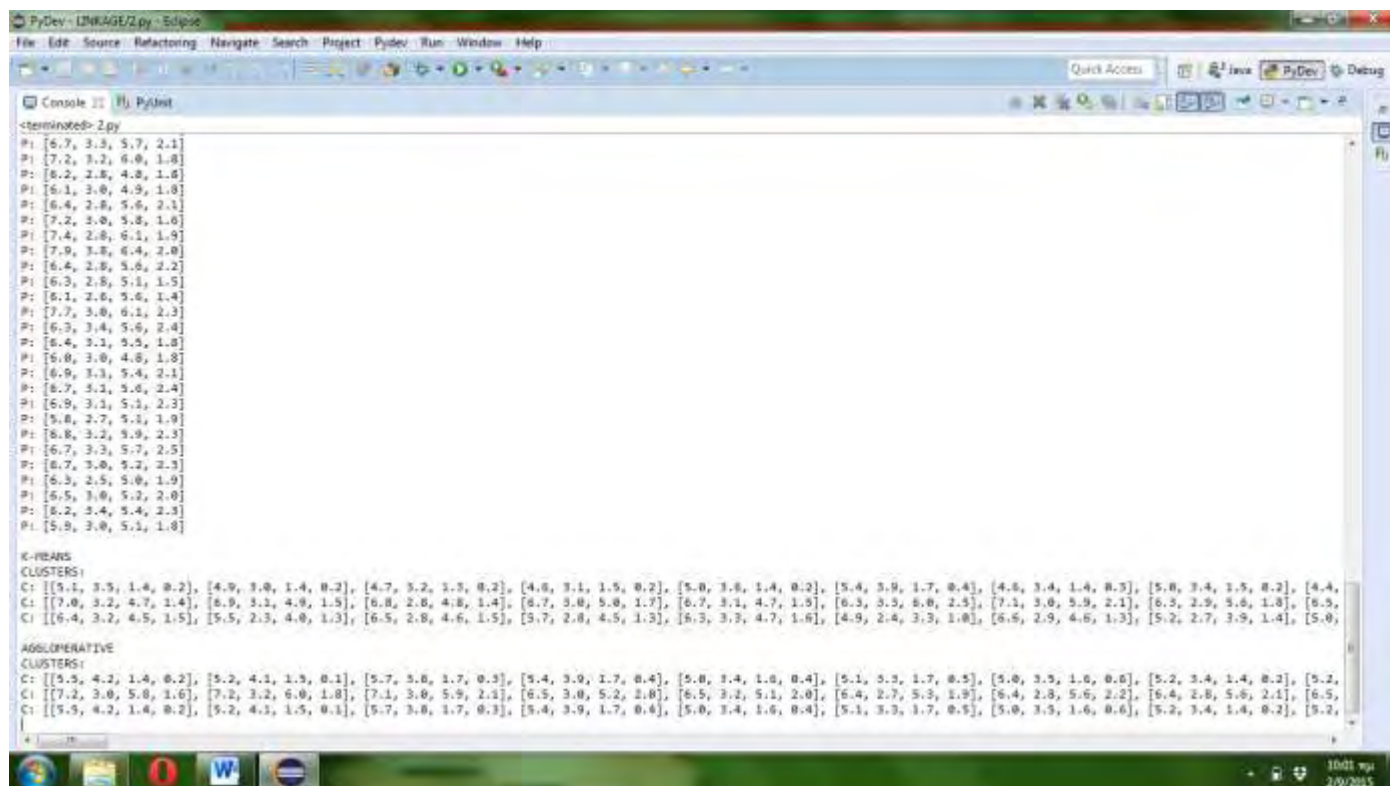 PyDev - LINKAGE/2.py - Eclipse
File Edit Source Refactoring Navigate Search Project Pydev Run Window Help
Quick Access Java PyDev Debug
Console PyUnit
<terminated> 2.py
P: [6.7, 3.3, 5.7, 2.1]
P: [7.2, 3.2, 6.0, 1.8]
P: [6.2, 2.8, 4.8, 1.8]
P: [6.1, 3.0, 4.9, 1.8]
P: [6.4, 2.8, 5.6, 2.1]
P: [7.2, 3.0, 5.8, 1.6]
P: [7.4, 2.8, 6.1, 1.9]
P: [7.9, 3.8, 6.4, 2.0]
P: [6.4, 2.8, 5.6, 2.2]
P: [6.3, 2.8, 5.1, 1.5]
P: [6.1, 2.6, 5.6, 1.4]
P: [7.7, 3.0, 6.1, 2.3]
P: [6.3, 3.4, 5.6, 2.4]
P: [6.4, 3.1, 5.5, 1.8]
P: [6.0, 3.0, 4.8, 1.8]
P: [6.9, 3.1, 5.4, 2.1]
P: [6.7, 3.1, 5.6, 2.4]
P: [6.9, 3.1, 5.1, 2.3]
P: [5.8, 2.7, 5.1, 1.9]
P: [6.8, 3.2, 5.9, 2.3]
P: [6.7, 3.3, 5.7, 2.5]
P: [6.7, 3.0, 5.2, 2.3]
P: [6.3, 2.5, 5.0, 1.9]
P: [6.5, 3.0, 5.2, 2.0]
P: [6.2, 3.4, 5.4, 2.3]
P: [5.9, 3.0, 5.1, 1.8]
K-MEANS
CLUSTERS:
C: [[5.1, 3.5, 1.4, 0.2], [4.9, 3.0, 1.4, 0.2], [4.7, 3.2, 1.3, 0.2], [4.6, 3.1, 1.5, 0.2], [5.0, 3.6, 1.4, 0.2], [5.4, 3.9, 1.7, 0.4], [4.6, 3.4, 1.4, 0.3], [5.0, 3.4, 1.5, 0.2], [4.4,
C: [[7.0, 3.2, 4.7, 1.4], [6.9, 3.1, 4.9, 1.5], [6.8, 2.8, 4.8, 1.4], [6.7, 3.0, 5.0, 1.7], [6.7, 3.1, 4.7, 1.5], [6.3, 3.3, 6.0, 2.5], [7.1, 3.0, 5.9, 2.1], [6.3, 2.9, 5.6, 1.8], [6.5,
C: [[6.4, 3.2, 4.5, 1.5], [5.5, 2.3, 4.0, 1.3], [6.5, 2.8, 4.6, 1.5], [5.7, 2.8, 4.5, 1.3], [6.3, 3.3, 4.7, 1.6], [4.9, 2.4, 3.3, 1.0], [6.6, 2.9, 4.6, 1.3], [5.2, 2.7, 3.9, 1.4], [5.0,
AGGLOMERATIVE
CLUSTERS:
C: [[5.5, 4.2, 1.4, 0.2], [5.2, 4.1, 1.5, 0.1], [5.7, 3.8, 1.7, 0.3], [5.4, 3.9, 1.7, 0.4], [5.0, 3.4, 1.6, 0.4], [5.1, 3.3, 1.7, 0.5], [5.0, 3.5, 1.6, 0.6], [5.2, 3.4, 1.4, 0.2], [5.2,
C: [[7.2, 3.0, 5.8, 1.6], [7.2, 3.2, 6.0, 1.8], [7.1, 3.0, 5.9, 2.1], [6.5, 3.0, 5.2, 2.0], [6.5, 3.2, 5.1, 2.0], [6.4, 2.7, 5.3, 1.9], [6.4, 2.8, 5.6, 2.2], [6.4, 2.8, 5.6, 2.1], [6.5,
C: [[5.5, 4.2, 1.4, 0.2], [5.2, 4.1, 1.5, 0.1], [5.7, 3.8, 1.7, 0.3], [5.4, 3.9, 1.7, 0.4], [5.0, 3.4, 1.6, 0.4], [5.1, 3.3, 1.7, 0.5], [5.0, 3.5, 1.6, 0.6], [5.2, 3.4, 1.4, 0.2], [5.2,
10:01 πμ
2/9/2015